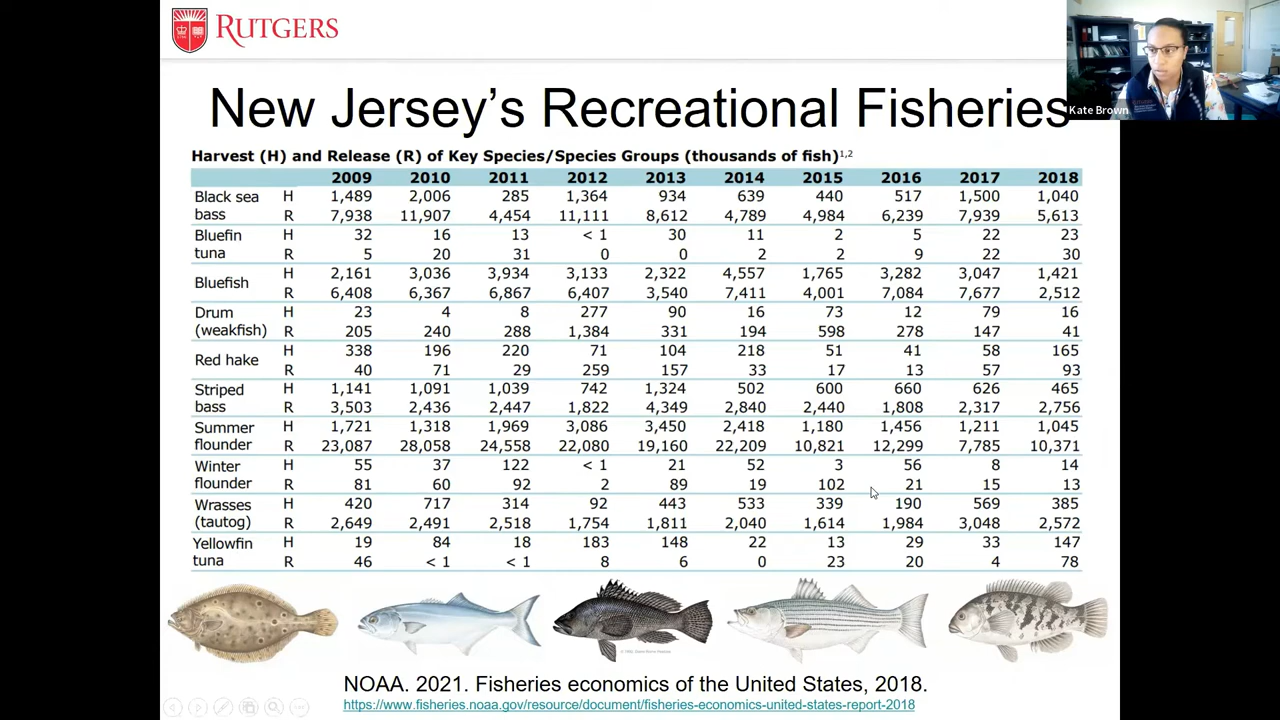 RUTGERS
Kate Brown
New Jersey's Recreational Fisheries
Harvest (H) and Release (R) of Key Species/Species Groups (thousands of fish)1,2
2009 2010 2011 2012 2013 2014 2015 2016 2017 2018
Black sea bass H 1,489 2,006 285 1,364 934 639 440 517 1,500 1,040
R 7,938 11,907 4,454 11,111 8,612 4,789 4,984 6,239 7,939 5,613
Bluefin tuna H 32 16 13 < 1 30 11 2 5 22 23
R 5 20 31 0 0 2 2 9 22 30
Bluefish H 2,161 3,036 3,934 3,133 2,322 4,557 1,765 3,282 3,047 1,421
R 6,408 6,367 6,867 6,407 3,540 7,411 4,001 7,084 7,677 2,512
Drum (weakfish) H 23 4 8 277 90 16 73 12 79 16
R 205 240 288 1,384 331 194 598 278 147 41
Red hake H 338 196 220 71 104 218 51 41 58 165
R 40 71 29 259 157 33 17 13 57 93
Striped bass H 1,141 1,091 1,039 742 1,324 502 600 660 626 465
R 3,503 2,436 2,447 1,822 4,349 2,840 2,440 1,808 2,317 2,756
Summer flounder H 1,721 1,318 1,969 3,086 3,450 2,418 1,180 1,456 1,211 1,045
R 23,087 28,058 24,558 22,080 19,160 22,209 10,821 12,299 7,785 10,371
Winter flounder H 55 37 122 < 1 21 52 3 56 8 14
R 81 60 92 2 89 19 102 21 15 13
Wrasses (tautog) H 420 717 314 92 443 533 339 190 569 385
R 2,649 2,491 2,518 1,754 1,811 2,040 1,614 1,984 3,048 2,572
Yellowfin tuna H 19 84 18 183 148 22 13 29 33 147
R 46 < 1 < 1 8 6 0 23 20 4 78
NOAA. 2021. Fisheries economics of the United States, 2018.
https://www.fisheries.noaa.gov/resource/document/fisheries-economics-united-states-report-2018